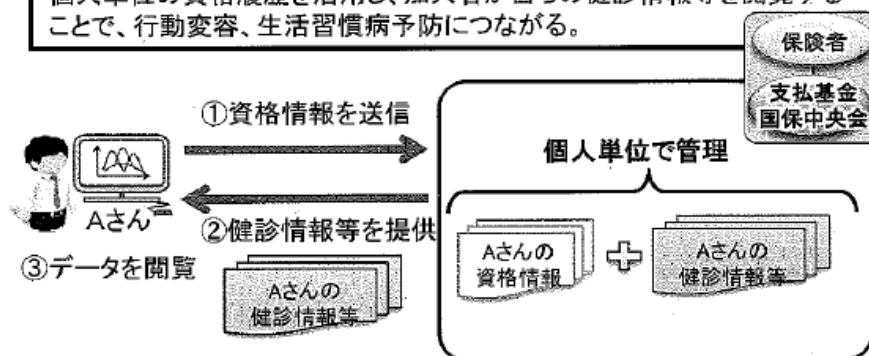 ことで、行動変容、生活習慣病予防につながる。
保険者
支払基金
国保中央会
①資格情報を送信
個人単位で管理
Aさん
②健診情報等を提供
③データを閲覧
Aさんの
健診情報等
Aさんの
資格情報
Aさんの
健診情報等